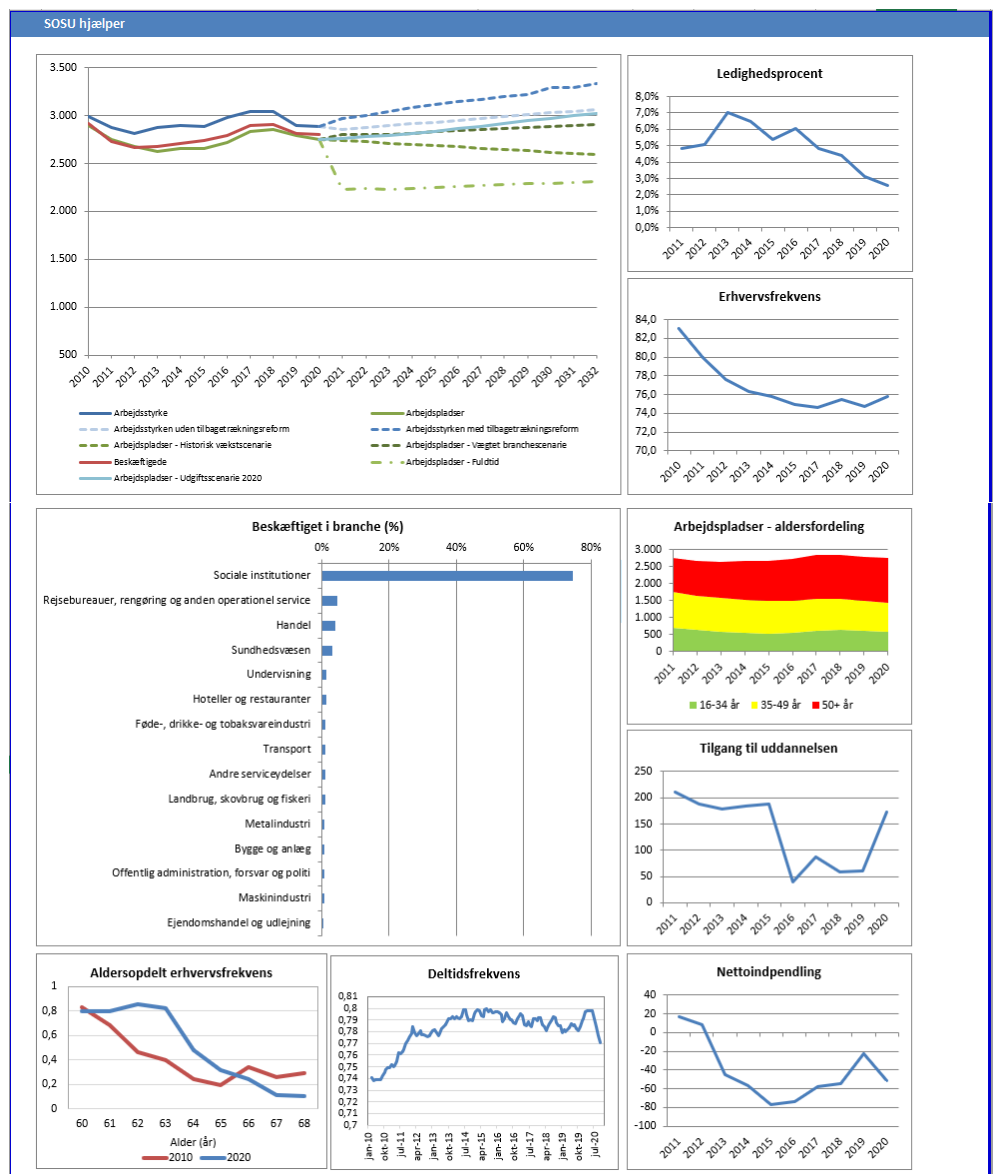 SOSU hjælper
3.500
3.000
2.500
2.000
1.500
1.000
500
2010 2011 2012 2013 2014 2015 2016 2017 2018 2019 2020 2021 2022 2023 2024 2025 2026 2027 2028 2029 2030 2031 2032
Arbejdsstyrke Arbejdspladser
Arbejdsstyrken uden tilbagetrækningsreform Arbejdsstyrken med tilbagetrækningsreform
Arbejdspladser - Historisk vækstscenarie Arbejdspladser - Vægtet branchescenarie
Beskæftigede Arbejdspladser - Fuldtid
Arbejdspladser - Udgiftsscenarie 2020
Ledighedsprocent
8,0%
7,0%
6,0%
5,0%
4,0%
3,0%
2,0%
1,0%
0,0%
2011 2012 2013 2014 2015 2016 2017 2018 2019 2020
Erhvervsfrekvens
84,0
82,0
80,0
78,0
76,0
74,0
72,0
70,0
2010 2011 2012 2013 2014 2015 2016 2017 2018 2019 2020
Beskæftiget i branche (%)
0% 20% 40% 60% 80%
Sociale institutioner
Rejsebureauer, rengøring og anden operationel service
Handel
Sundhedsvæsen
Undervisning
Hoteller og restauranter
Føde-, drikke- og tobaksvareindustri
Transport
Andre serviceydelser
Landbrug, skovbrug og fiskeri
Metalindustri
Bygge og anlæg
Offentlig administration, forsvar og politi
Maskinindustri
Ejendomshandel og udlejning
Arbejdspladser - aldersfordeling
3.000
2.500
2.000
1.500
1.000
500
0
2011 2012 2013 2014 2015 2016 2017 2018 2019 2020
16-34 år 35-49 år 50+ år
Tilgang til uddannelsen
250
200
150
100
50
0
2011 2012 2013 2014 2015 2016 2017 2018 2019 2020
Aldersopdelt erhvervsfrekvens
1
0,8
0,6
0,4
0,2
0
60 61 62 63 64 65 66 67 68
Alder (år)
2010 2020
Deltidsfrekvens
0,81
0,8
0,79
0,78
0,77
0,76
0,75
0,74
0,73
0,72
0,71
0,7
jan-10 okt-10 jul-11 apr-12 jan-13 okt-13 jul-14 apr-15 jan-16 okt-16 jul-17 apr-18 jan-19 okt-19 jul-20
Nettoindpendling
40
20
0
-20
-40
-60
-80
-100
2011 2012 2013 2014 2015 2016 2017 2018 2019 2020